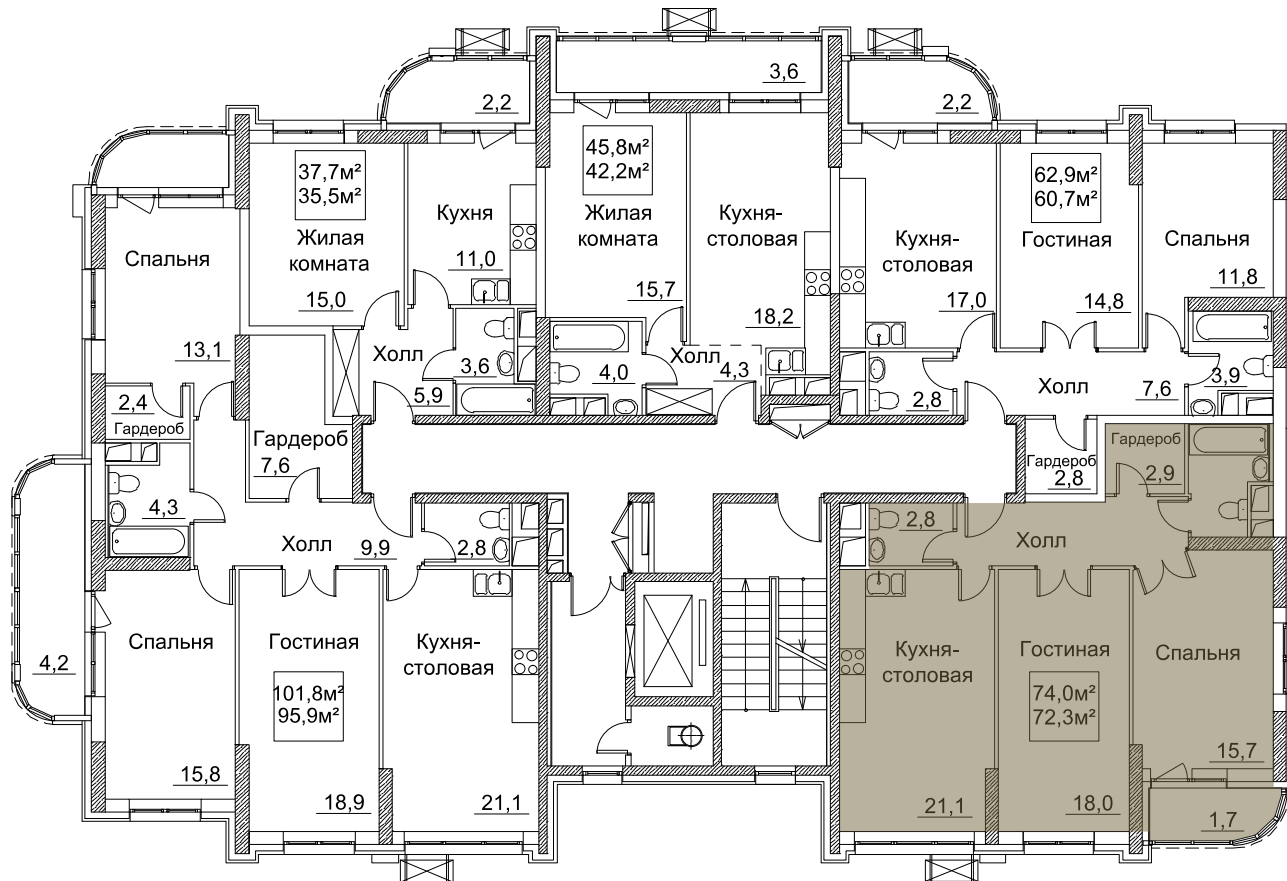 2,2
3,6
2,2
37,7м²
35,5м²
Жилая
комната
15,0
Кухня
11,0
45,8м²
42,2м²
Жилая
комната
15,7
Кухня-
столовая
18,2
Кухня-
столовая
17,0
62,9м²
60,7м²
Гостиная
14,8
Спальня
11,8
Спальня
13,1
2,4
Гардероб
Гардероб
7,6
Холл
5,9
3,6
4,0
Холл
4,3
2,8
Холл
7,6
3,9
4,3
Холл
9,9
2,8
Гардероб
2,8
Гардероб
2,9
2,8
Холл
4,2
Спальня
15,8
Гостиная
101,8м²
95,9м²
18,9
Кухня-
столовая
21,1
Кухня-
столовая
21,1
Гостиная
74,0м²
72,3м²
18,0
Спальня
15,7
1,7